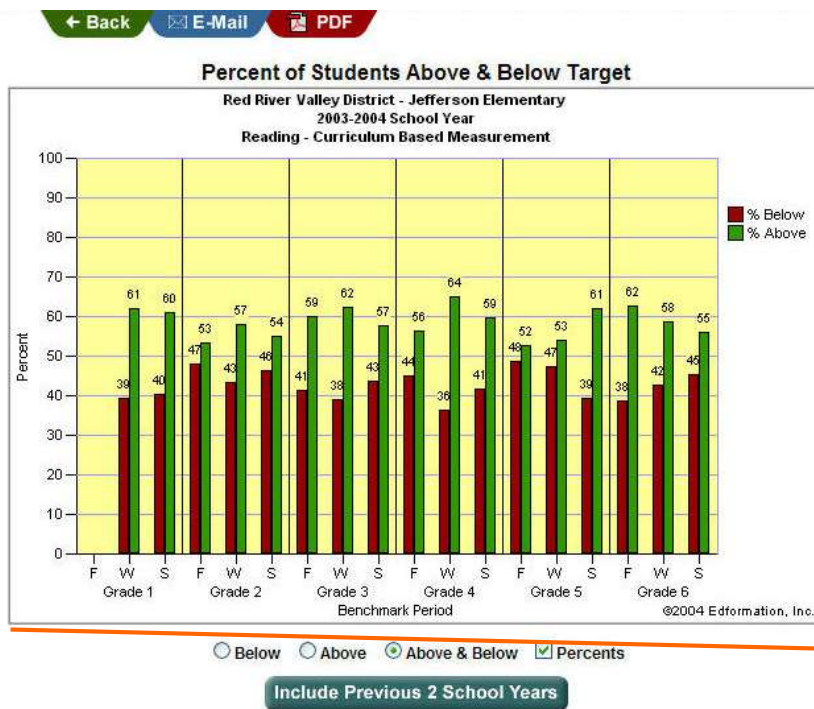 ← Back E-Mail PDF
Percent of Students Above & Below Target
Red River Valley District - Jefferson Elementary
2003-2004 School Year
Reading - Curriculum Based Measurement
100
90
80
70
60
50
40
30
20
10
0
Percent
39 61 40 60 47 53 43 57 46 54 41 59 38 62 43 57 44 56 36 64 41 59 48 52 47 53 39 61 38 62 42 58 45 55
% Below
% Above
F W S F W S F W S F W S F W S F W S
Grade 1 Grade 2 Grade 3 Grade 4 Grade 5 Grade 6
Benchmark Period ©2004 Edformation, Inc.
Below Above Above & Below Percents
Include Previous 2 School Years